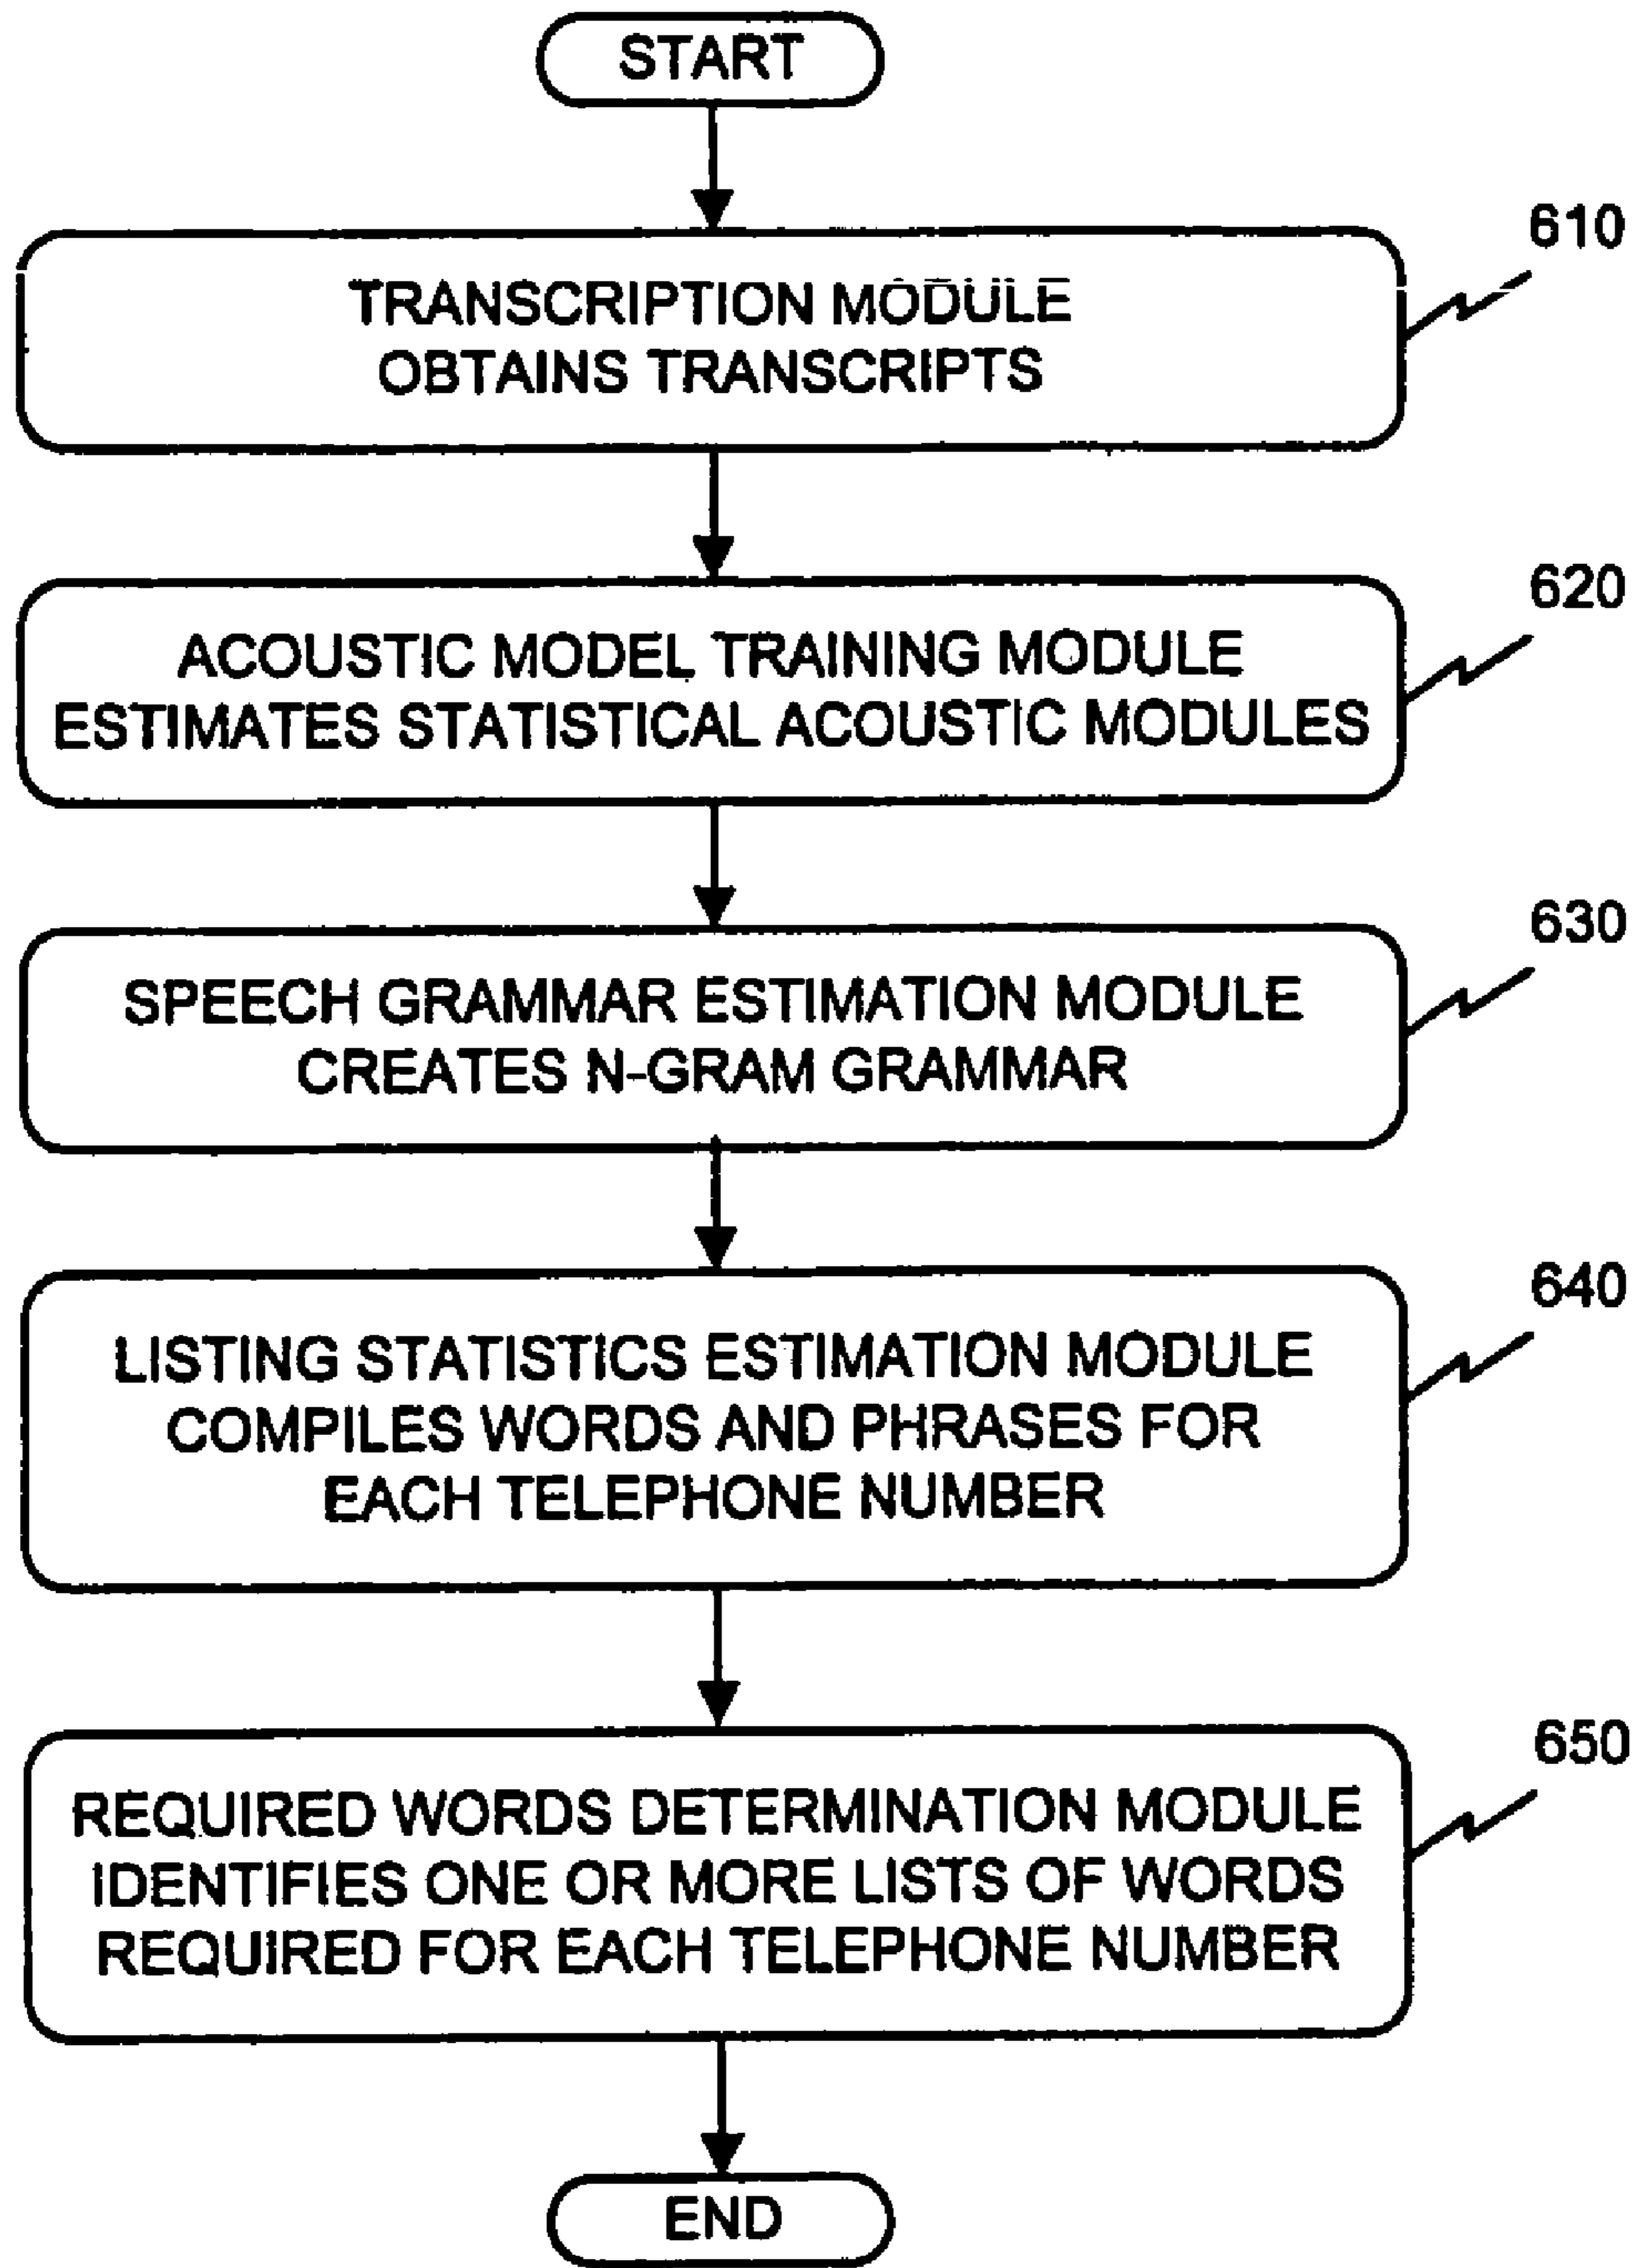 START
610
TRANSCRIPTION MODULE
OBTAINS TRANSCRIPTS
620
ACOUSTIC MODEL TRAINING MODULE
ESTIMATES STATISTICAL ACOUSTIC MODULES
630
SPEECH GRAMMAR ESTIMATION MODULE
CREATES N-GRAM GRAMMAR
640
LISTING STATISTICS ESTIMATION MODULE
COMPILES WORDS AND PHRASES FOR
EACH TELEPHONE NUMBER
650
REQUIRED WORDS DETERMINATION MODULE
IDENTIFIES ONE OR MORE LISTS OF WORDS
REQUIRED FOR EACH TELEPHONE NUMBER
END